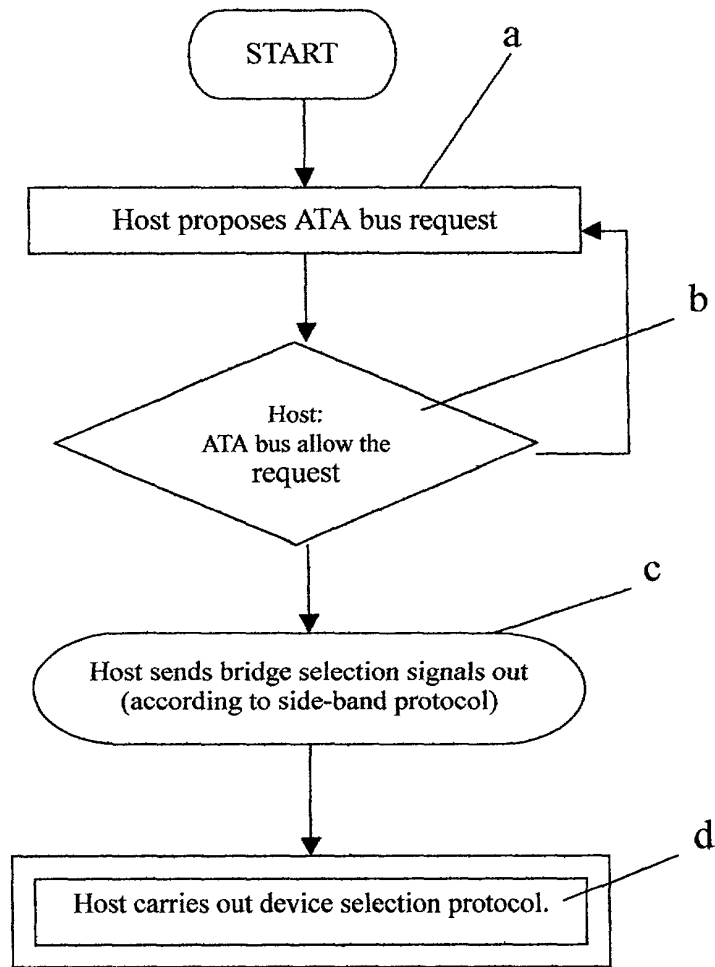 START
a
Host proposes ATA bus request
b
Host:
ATA bus allow the
request
c
Host sends bridge selection signals out
(according to side-band protocol)
d
Host carries out device selection protocol.